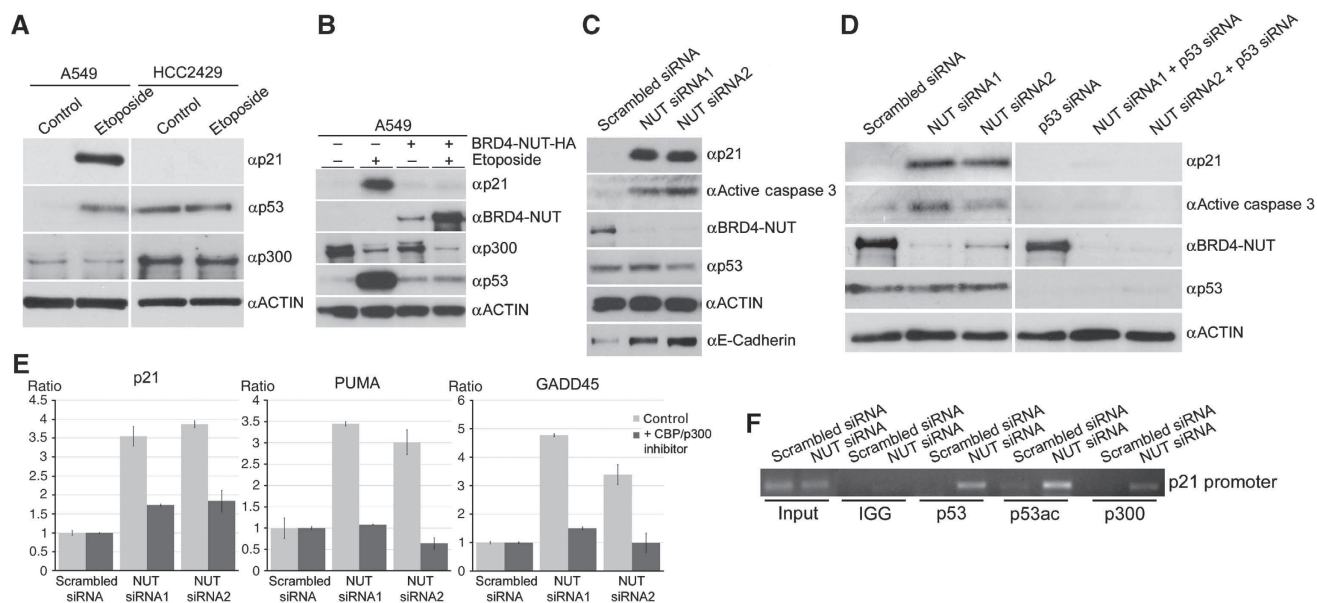 A
A549
HCC2429
Control
Etoposide
Control
Etoposide
αp21
αp53
αp300
αACTIN
B
A549
– – + + BRD4-NUT-HA
– + – + Etoposide
αp21
αBRD4-NUT
αp300
αp53
αACTIN
C
Scrambled siRNA
NUT siRNA1
NUT siRNA2
αp21
αActive caspase 3
αBRD4-NUT
αp53
αACTIN
αE-Cadherin
D
Scrambled siRNA
NUT siRNA1
NUT siRNA2
p53 siRNA
NUT siRNA1 + p53 siRNA
NUT siRNA2 + p53 siRNA
αp21
αActive caspase 3
αBRD4-NUT
αp53
αACTIN
E
p21
Ratio
4.5
4
3.5
3
2.5
2
1.5
1
0.5
0
Scrambled siRNA
NUT siRNA1
NUT siRNA2
PUMA
Ratio
4
3.5
3
2.5
2
1.5
1
0.5
0
Scrambled siRNA
NUT siRNA1
NUT siRNA2
GADD45
Ratio
6
5
4
3
2
1
0
Scrambled siRNA
NUT siRNA1
NUT siRNA2
Control
+ CBP/p300
inhibitor
F
Scrambled siRNA
NUT siRNA
Scrambled siRNA
NUT siRNA
Scrambled siRNA
NUT siRNA
Scrambled siRNA
NUT siRNA
Scrambled siRNA
NUT siRNA
p21 promoter
Input
IGG
p53
p53ac
p300